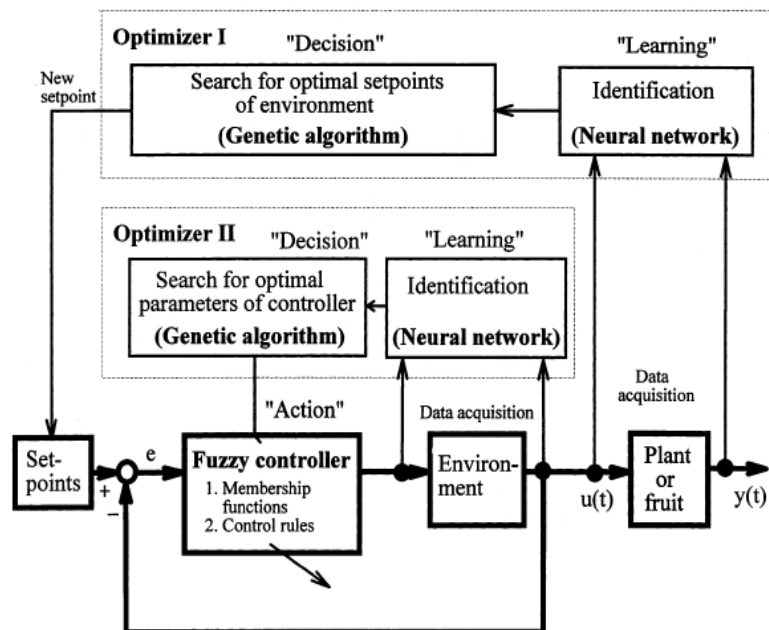 Optimizer I
"Decision"
"Learning"
New
setpoint
Search for optimal setpoints
of environment
(Genetic algorithm)
Identification
(Neural network)
Optimizer II
"Decision"
"Learning"
Search for optimal
parameters of controller
(Genetic algorithm)
Identification
(Neural network)
"Action"
Data acquisition
Data
acquisition
Set-
points
+
−
e
Fuzzy controller
1. Membership
functions
2. Control rules
Environ-
ment
u(t)
Plant
or
fruit
y(t)